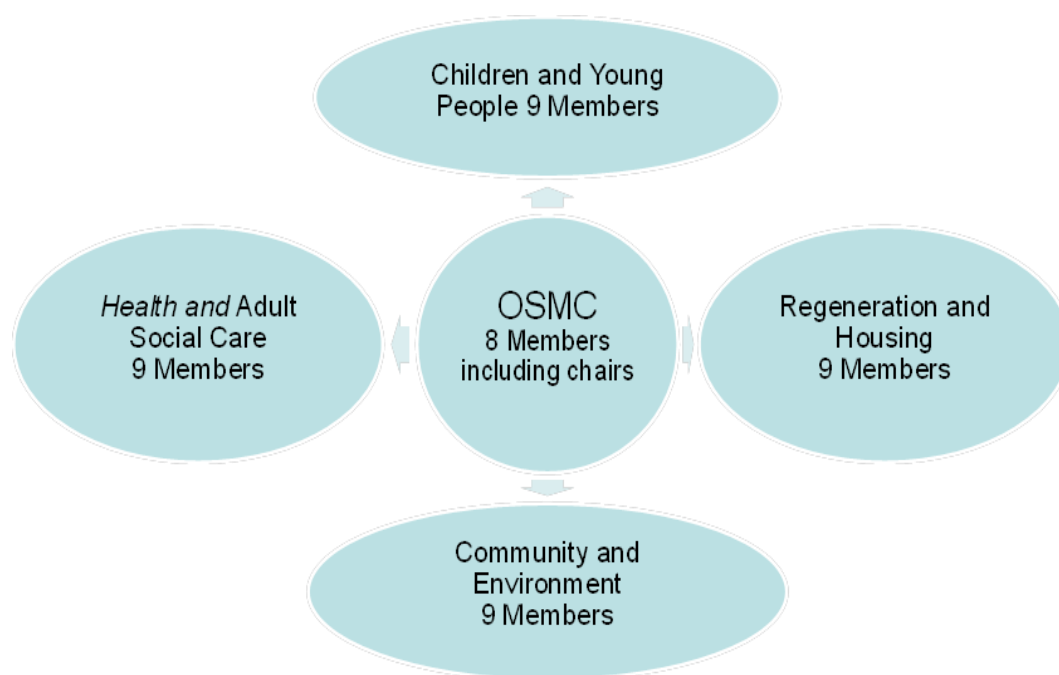 Children and Young
People 9 Members
Health and Adult
Social Care
9 Members
OSMC
8 Members
including chairs
Regeneration and
Housing
9 Members
Community and
Environment
9 Members